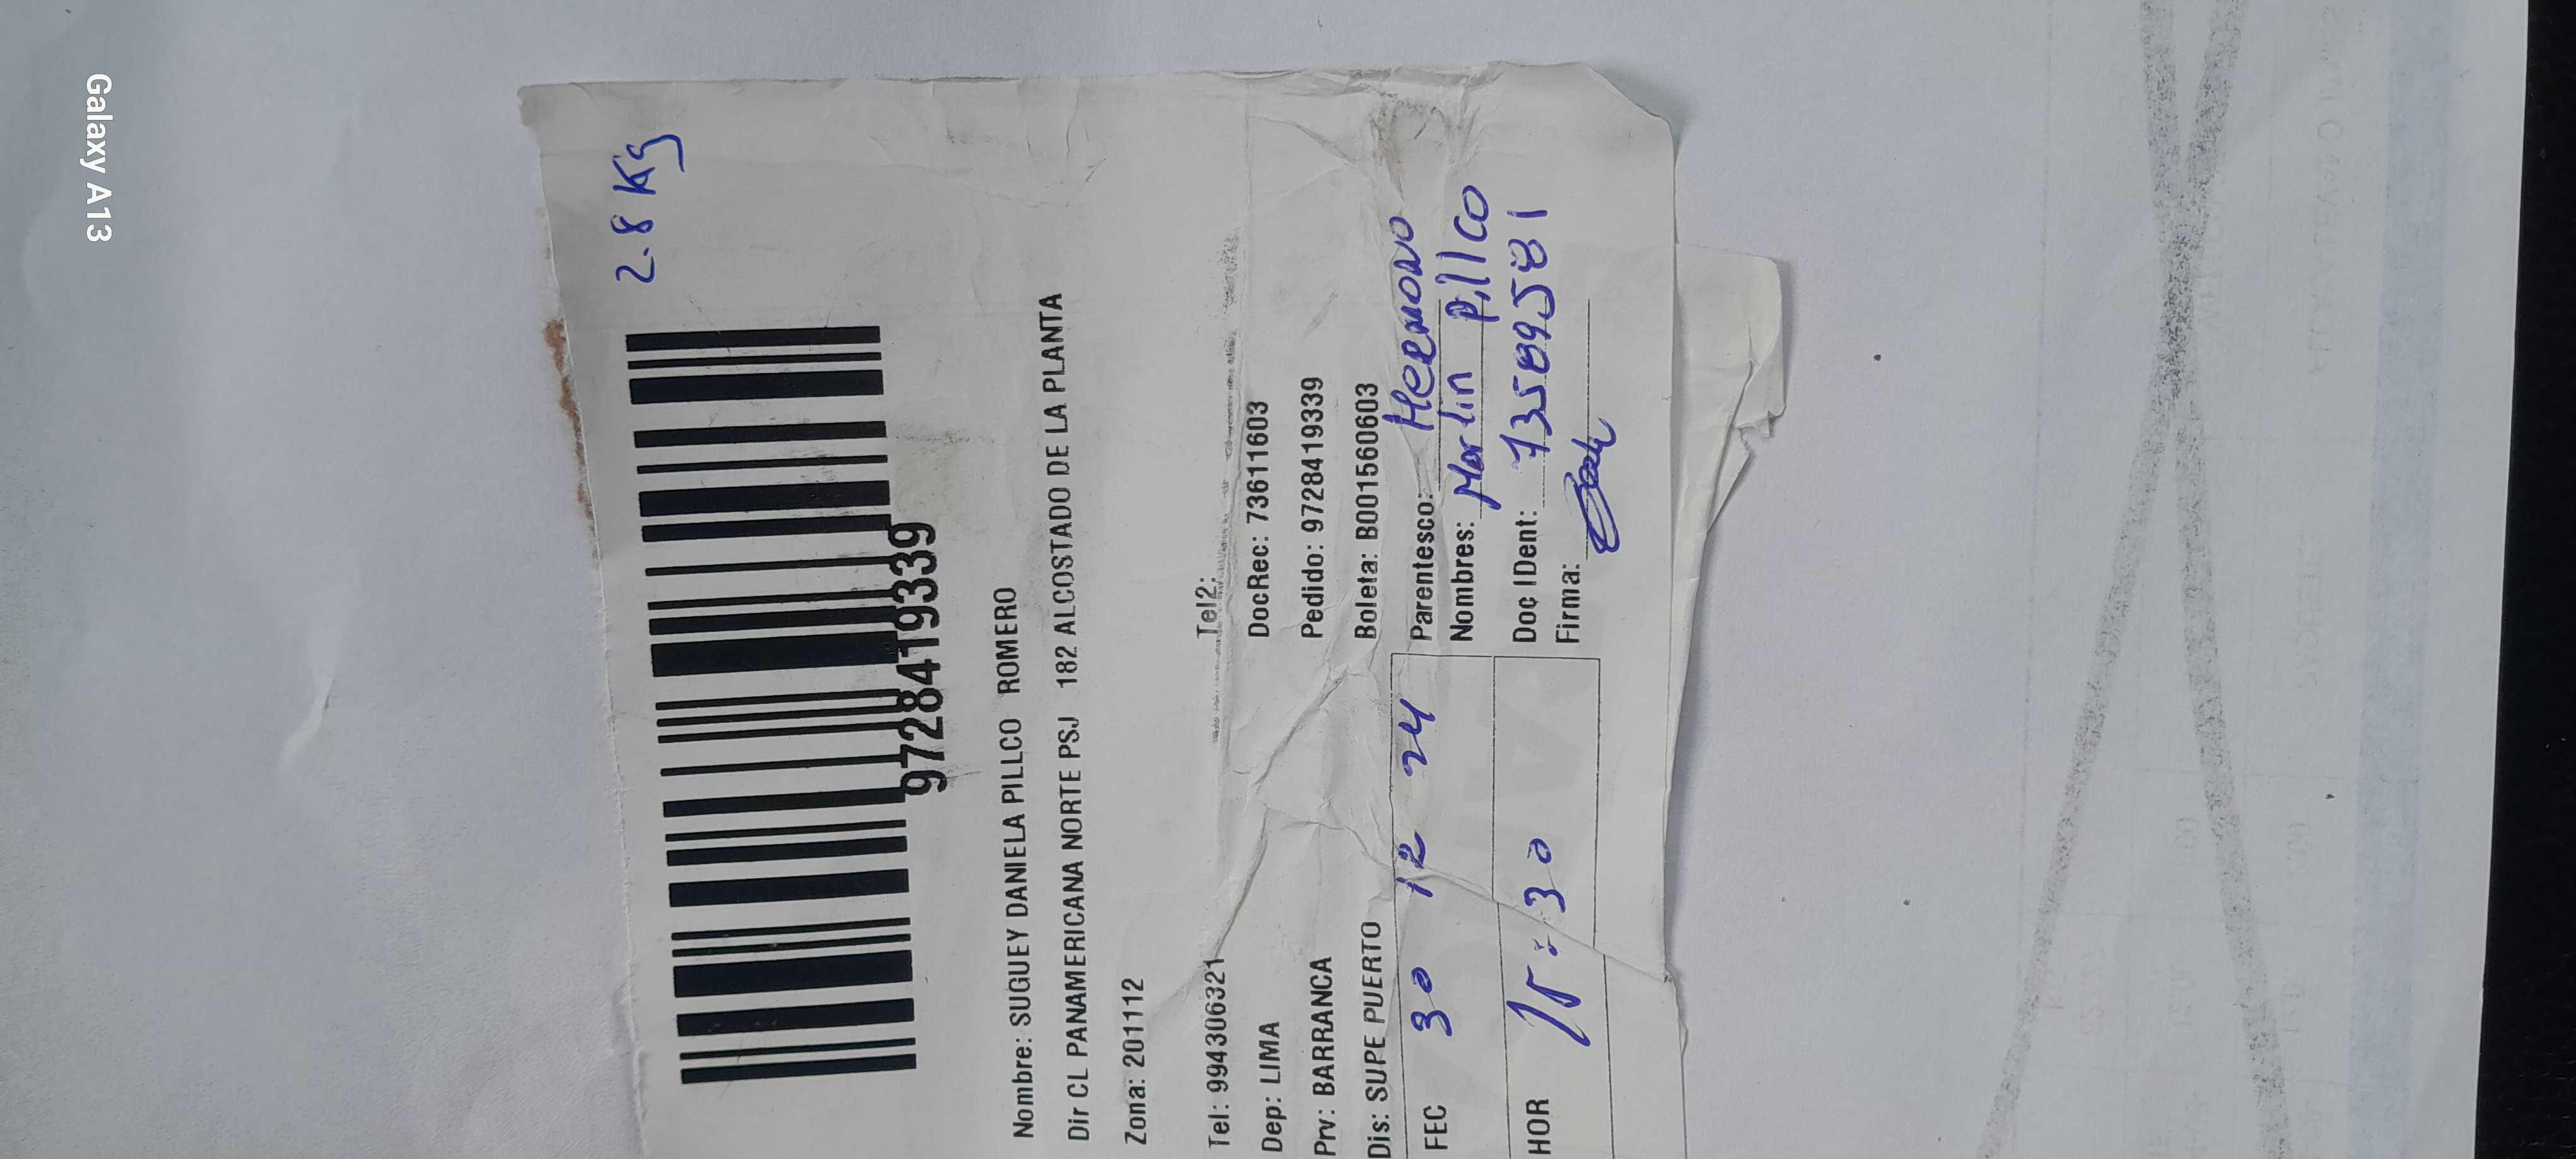 2.8 Kg
9728419339
Nombre: SUGUEY DANIELA PILLCO ROMERO
Dir CL PANAMERICANA NORTE PSJ 182 ALCOSTADO DE LA PLANTA
Zona: 201112
Tel: 994306321 Tel2:
Dep: LIMA DocRec: 73611603
Prv: BARRANCA Pedido: 9728419339
Dis: SUPE PUERTO Boleta: B00156060603
FEC 30 12 24 Parentesco: Hermano
Nombres: Martin Pillco
HOR 15:30 Doc IDent: 73589581
Firma:
Galaxy A13